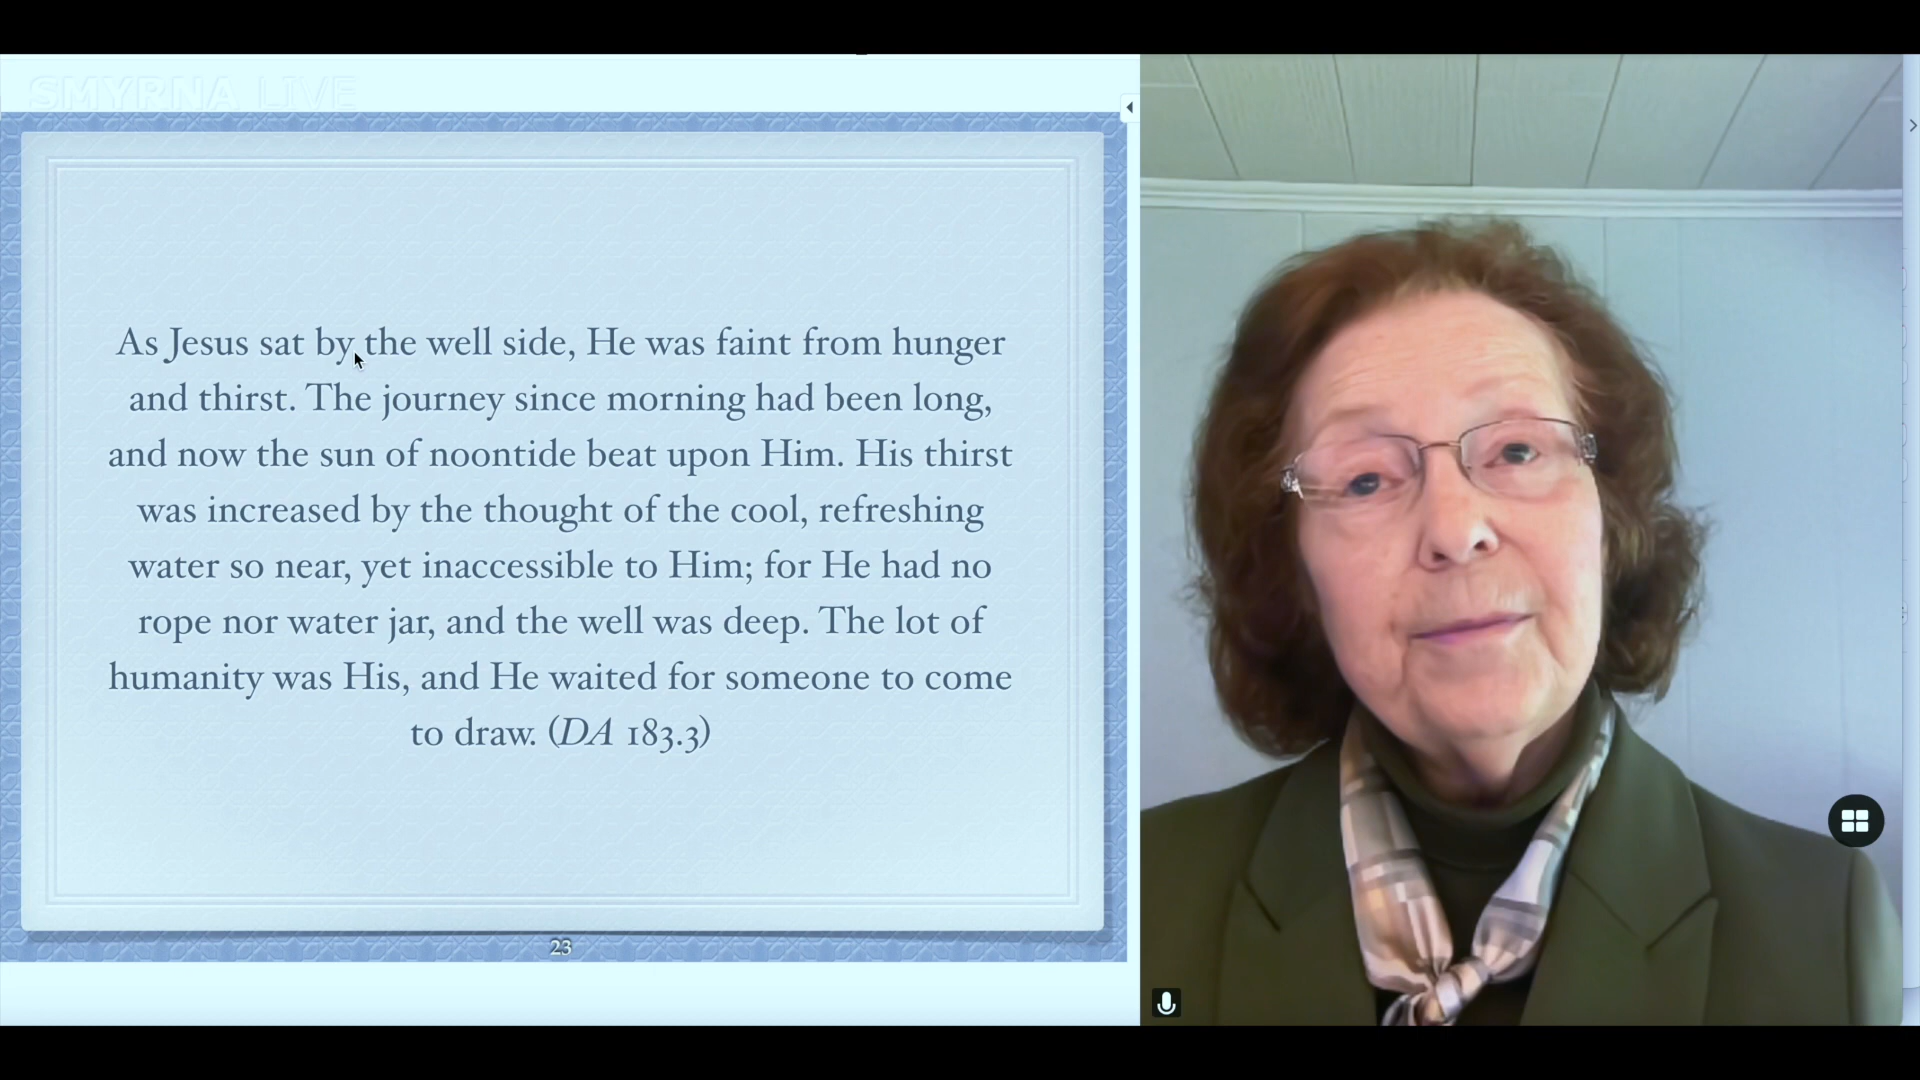 SMYRNA LIVE
As Jesus sat by the well side, He was faint from hunger
and thirst. The journey since morning had been long,
and now the sun of noontide beat upon Him. His thirst
was increased by the thought of the cool, refreshing
water so near, yet inaccessible to Him; for He had no
rope nor water jar, and the well was deep. The lot of
humanity was His, and He waited for someone to come
to draw. (DA 183.3)
23